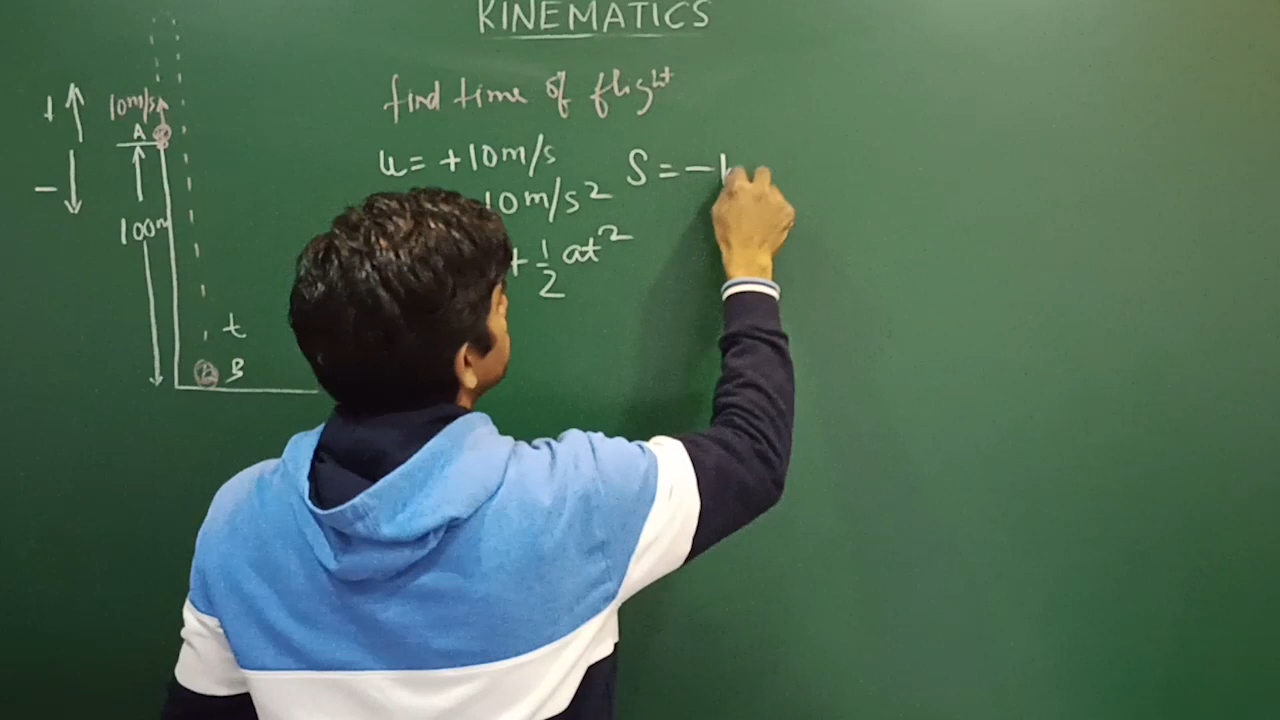 KINEMATICS
find time of flight
+ 10m/s
A
u = +10m/s
S = -1
-
10m/s2
100m
+ 1/2 at2
t
B